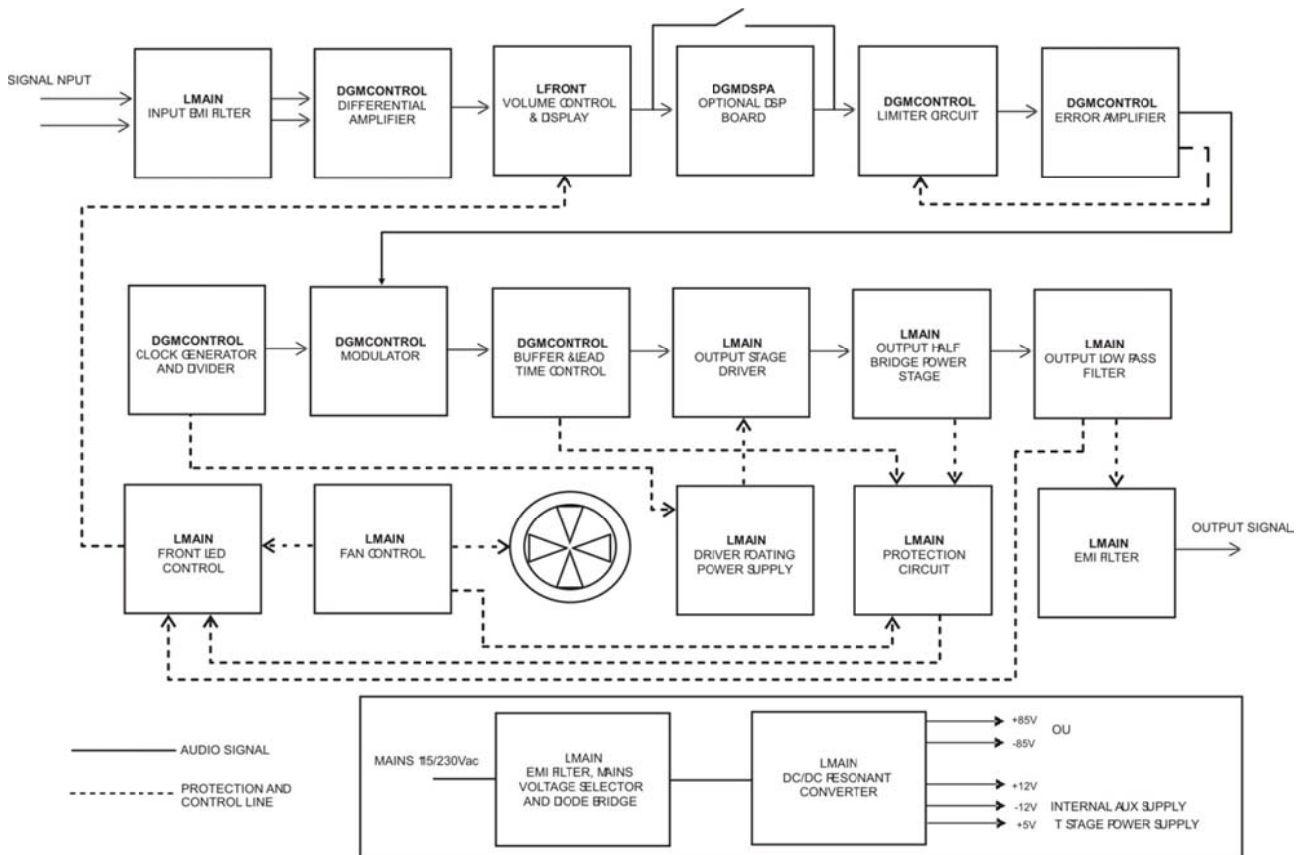 SIGNAL NPUT
LMAIN
INPUT EMI FILTER
DGMCONTROL
DIFFERENTIAL
AMPLIFIER
LFRONT
VOLUME CONTROL
& DISPLAY
DGMDSPA
OPTIONAL DSP
BOARD
DGMCONTROL
LIMITER CIRCUIT
DGMCONTROL
ERROR AMPLIFIER
DGMCONTROL
CLOCK GENERATOR
AND DIVIDER
DGMCONTROL
MODULATOR
DGMCONTROL
BUFFER & LEAD
TIME CONTROL
LMAIN
OUTPUT STAGE
DRIVER
LMAIN
OUTPUT HALF
BRIDGE POWER
STAGE
LMAIN
OUTPUT LOW PASS
FILTER
LMAIN
FRONT LED
CONTROL
LMAIN
FAN CONTROL
LMAIN
DRIVER FOATING
POWER SUPPLY
LMAIN
PROTECTION
CIRCUIT
LMAIN
EMI FILTER
OUTPUT SIGNAL
AUDIO SIGNAL
PROTECTION AND
CONTROL LINE
MAINS 115/230Vac
LMAIN
EMI FILTER, MAINS
VOLTAGE SELECTOR
AND DIODE BRIDGE
LMAIN
DC/DC RESONANT
CONVERTER
+85V
OU
-85V
+12V
-12V INTERNAL AUX SUPPLY
+5V T STAGE POWER SUPPLY